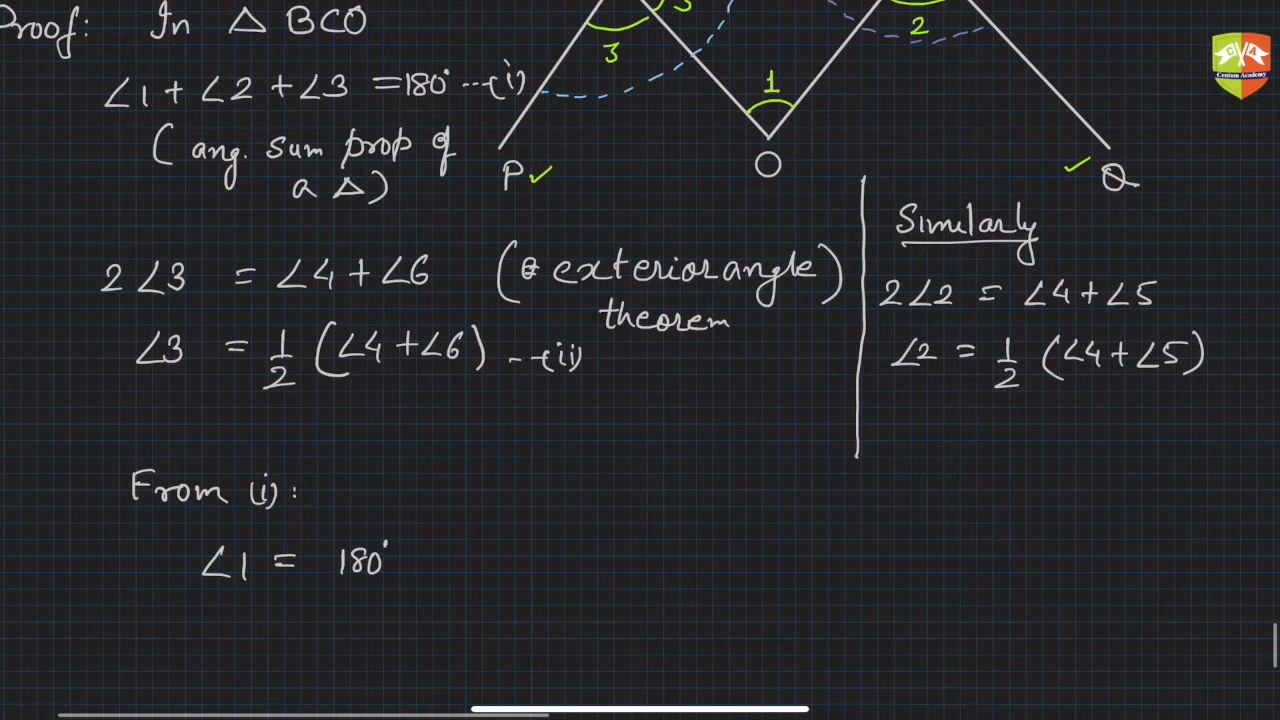 Proof: In △ BCO
∠1 + ∠2 + ∠3 = 180° --- (i)
( ang. sum prop of
a △ )
3
3
2
1
P ✓
O
✓ Q
2∠3 = ∠4 + ∠6 ( exterior angle )
theorem
∠3 = 1/2 (∠4 + ∠6) --- (ii)
Similarly
2∠2 = ∠4 + ∠5
∠2 = 1/2 (∠4 + ∠5)
From (i) :
∠1 = 180°
C A
Centum Academy